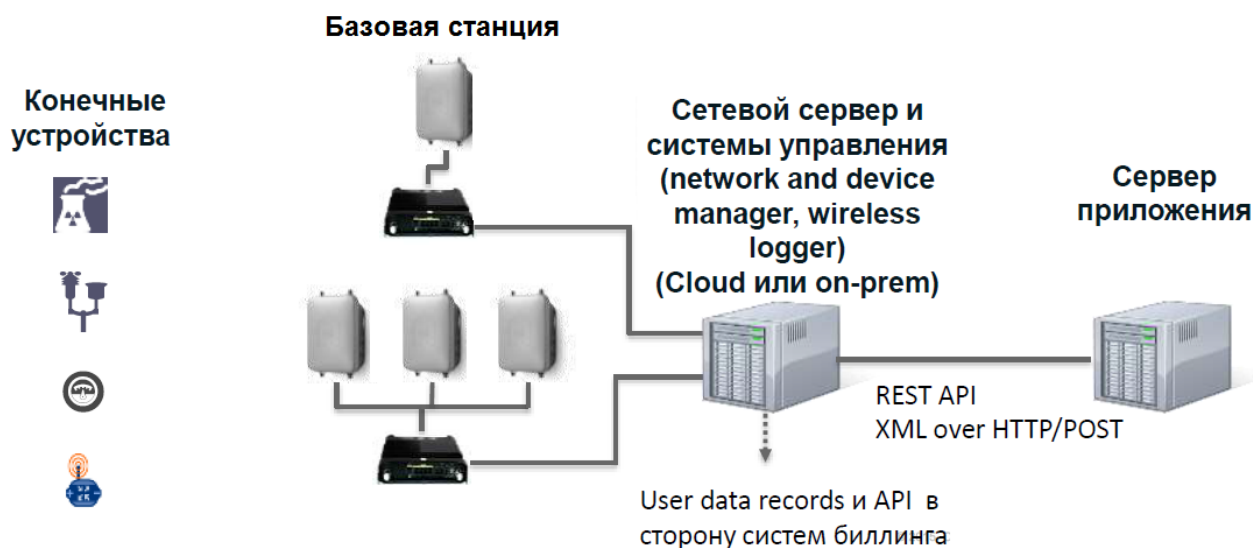 Базовая станция
Конечные
устройства
Сетевой сервер и
системы управления
(network and device
manager, wireless
logger)
(Cloud или on-prem)
Сервер
приложения
REST API
XML over HTTP/POST
User data records и API в
сторону систем биллинга